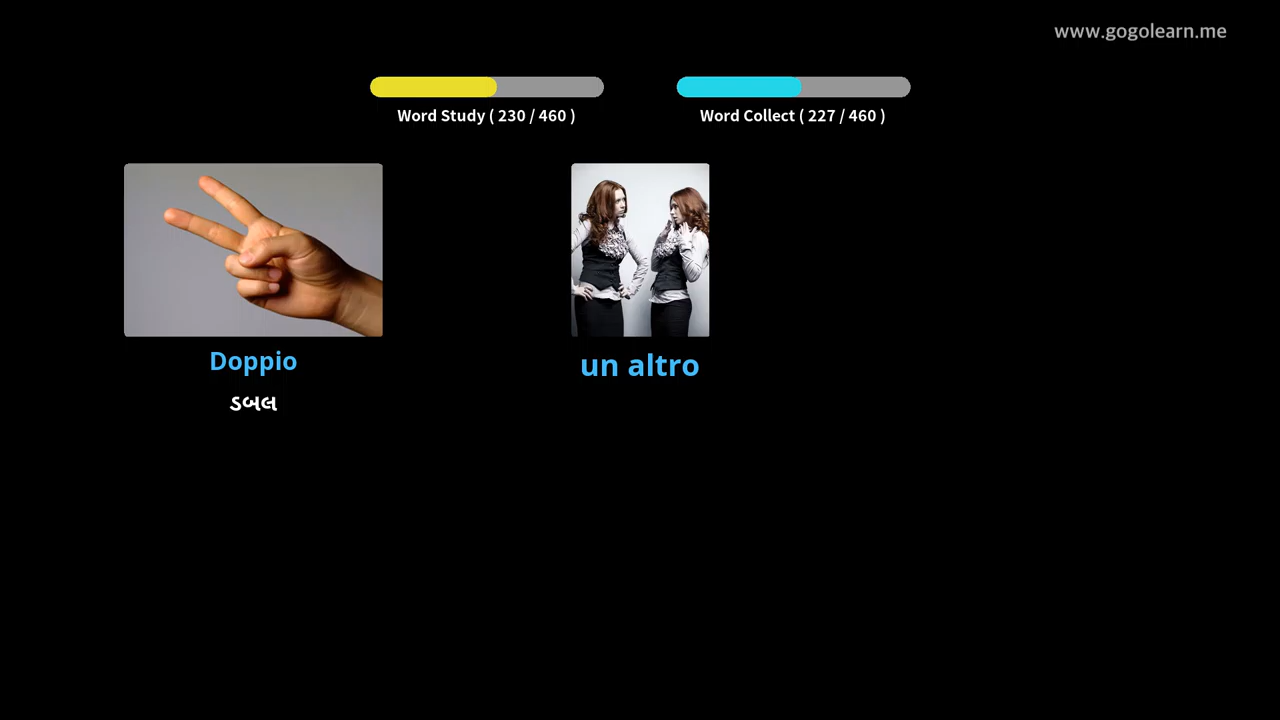 www.gogolearn.me
Word Study ( 230 / 460 )
Word Collect ( 227 / 460 )
Doppio
ડબલ
un altro